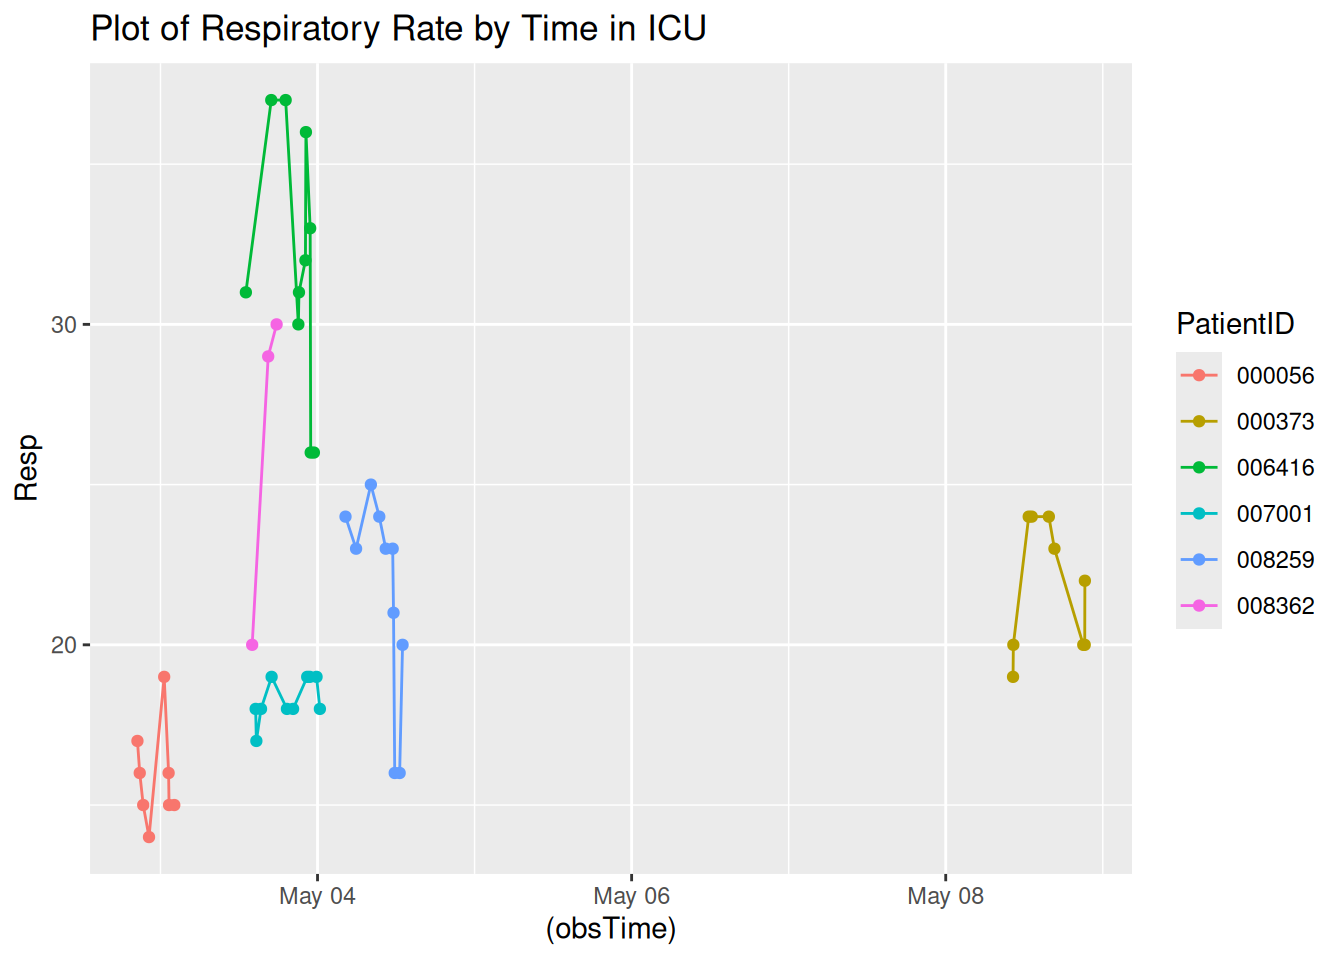 Plot of Respiratory Rate by Time in ICU
Resp
30
20
May 04
May 06
May 08
(obsTime)
PatientID
000056
000373
006416
007001
008259
008362